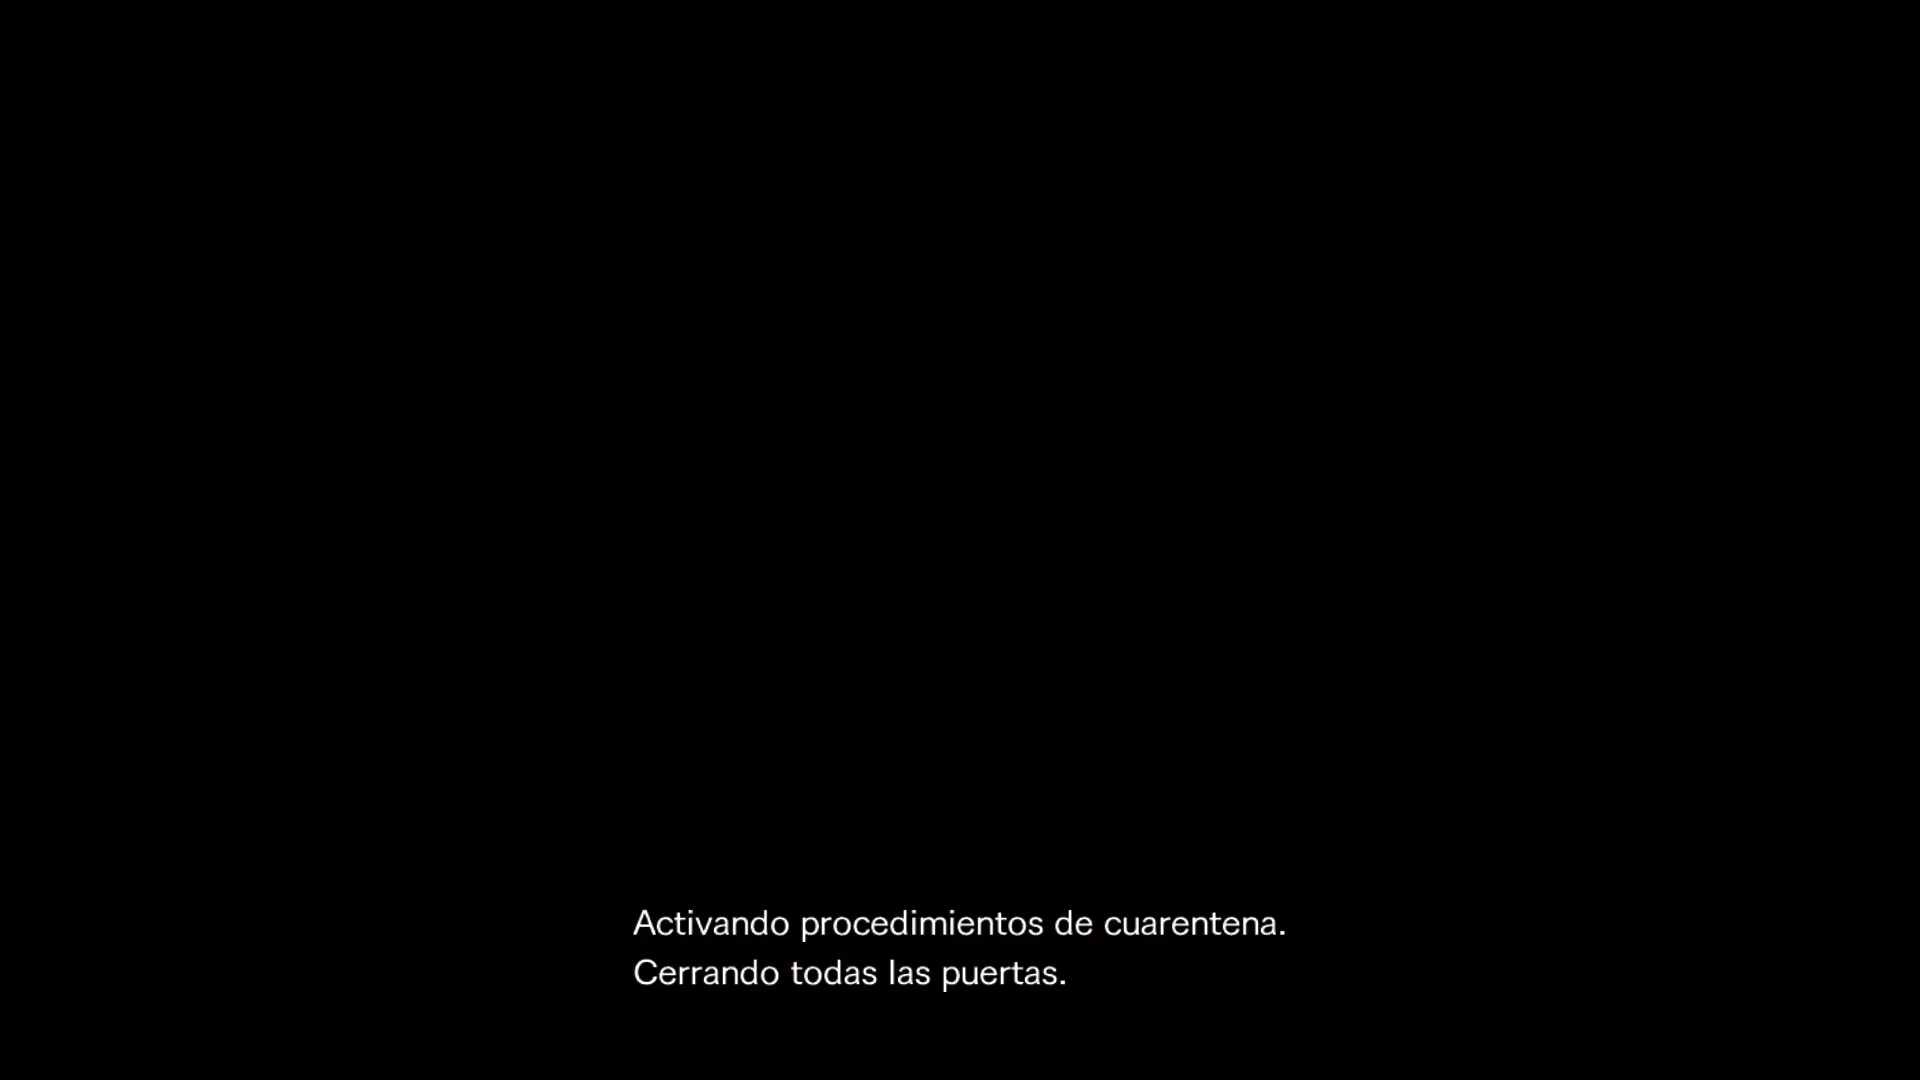 Activando procedimientos de cuarentena.
Cerrando todas las puertas.